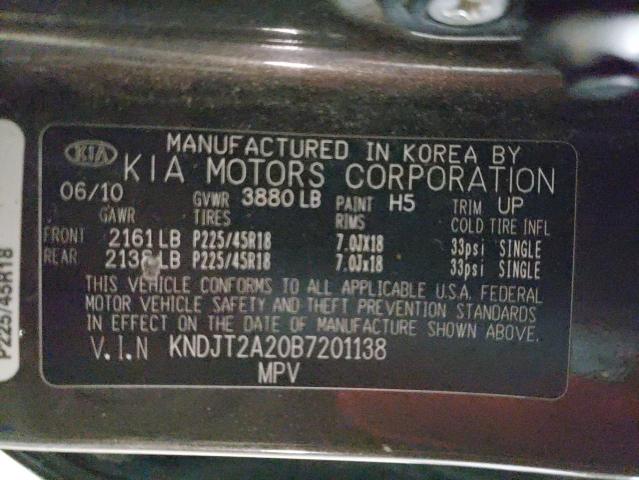 KIA
MANUFACTURED IN KOREA BY
KIA MOTORS CORPORATION
06/10 GVWR 3880 LB PAINT H5 TRIM UP
GAWR TIRES RIMS COLD TIRE INFL
FRONT 2161 LB P225/45R18 7.0JX18 33psi SINGLE
REAR 2138 LB P225/45R18 7.0Jx18 33psi SINGLE
THIS VEHICLE CONFORMS TO ALL APPLICABLE U.S.A. FEDERAL
MOTOR VEHICLE SAFETY AND THEFT PREVENTION STANDARDS
IN EFFECT ON THE DATE OF MANUFACTURE SHOWN ABOVE.
V.I.N KNDJT2A20B7201138
MPV
P225/45R18